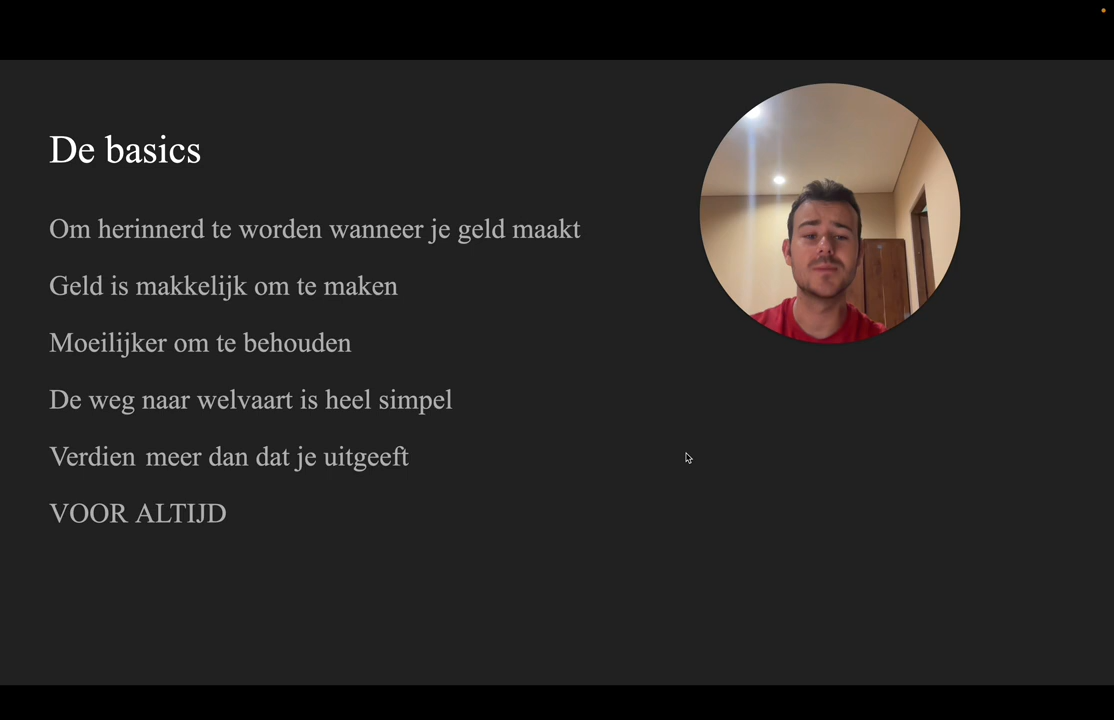 De basics
Om herinnerd te worden wanneer je geld maakt
Geld is makkelijk om te maken
Moeilijker om te behouden
De weg naar welvaart is heel simpel
Verdien meer dan dat je uitgeeft
VOOR ALTIJD